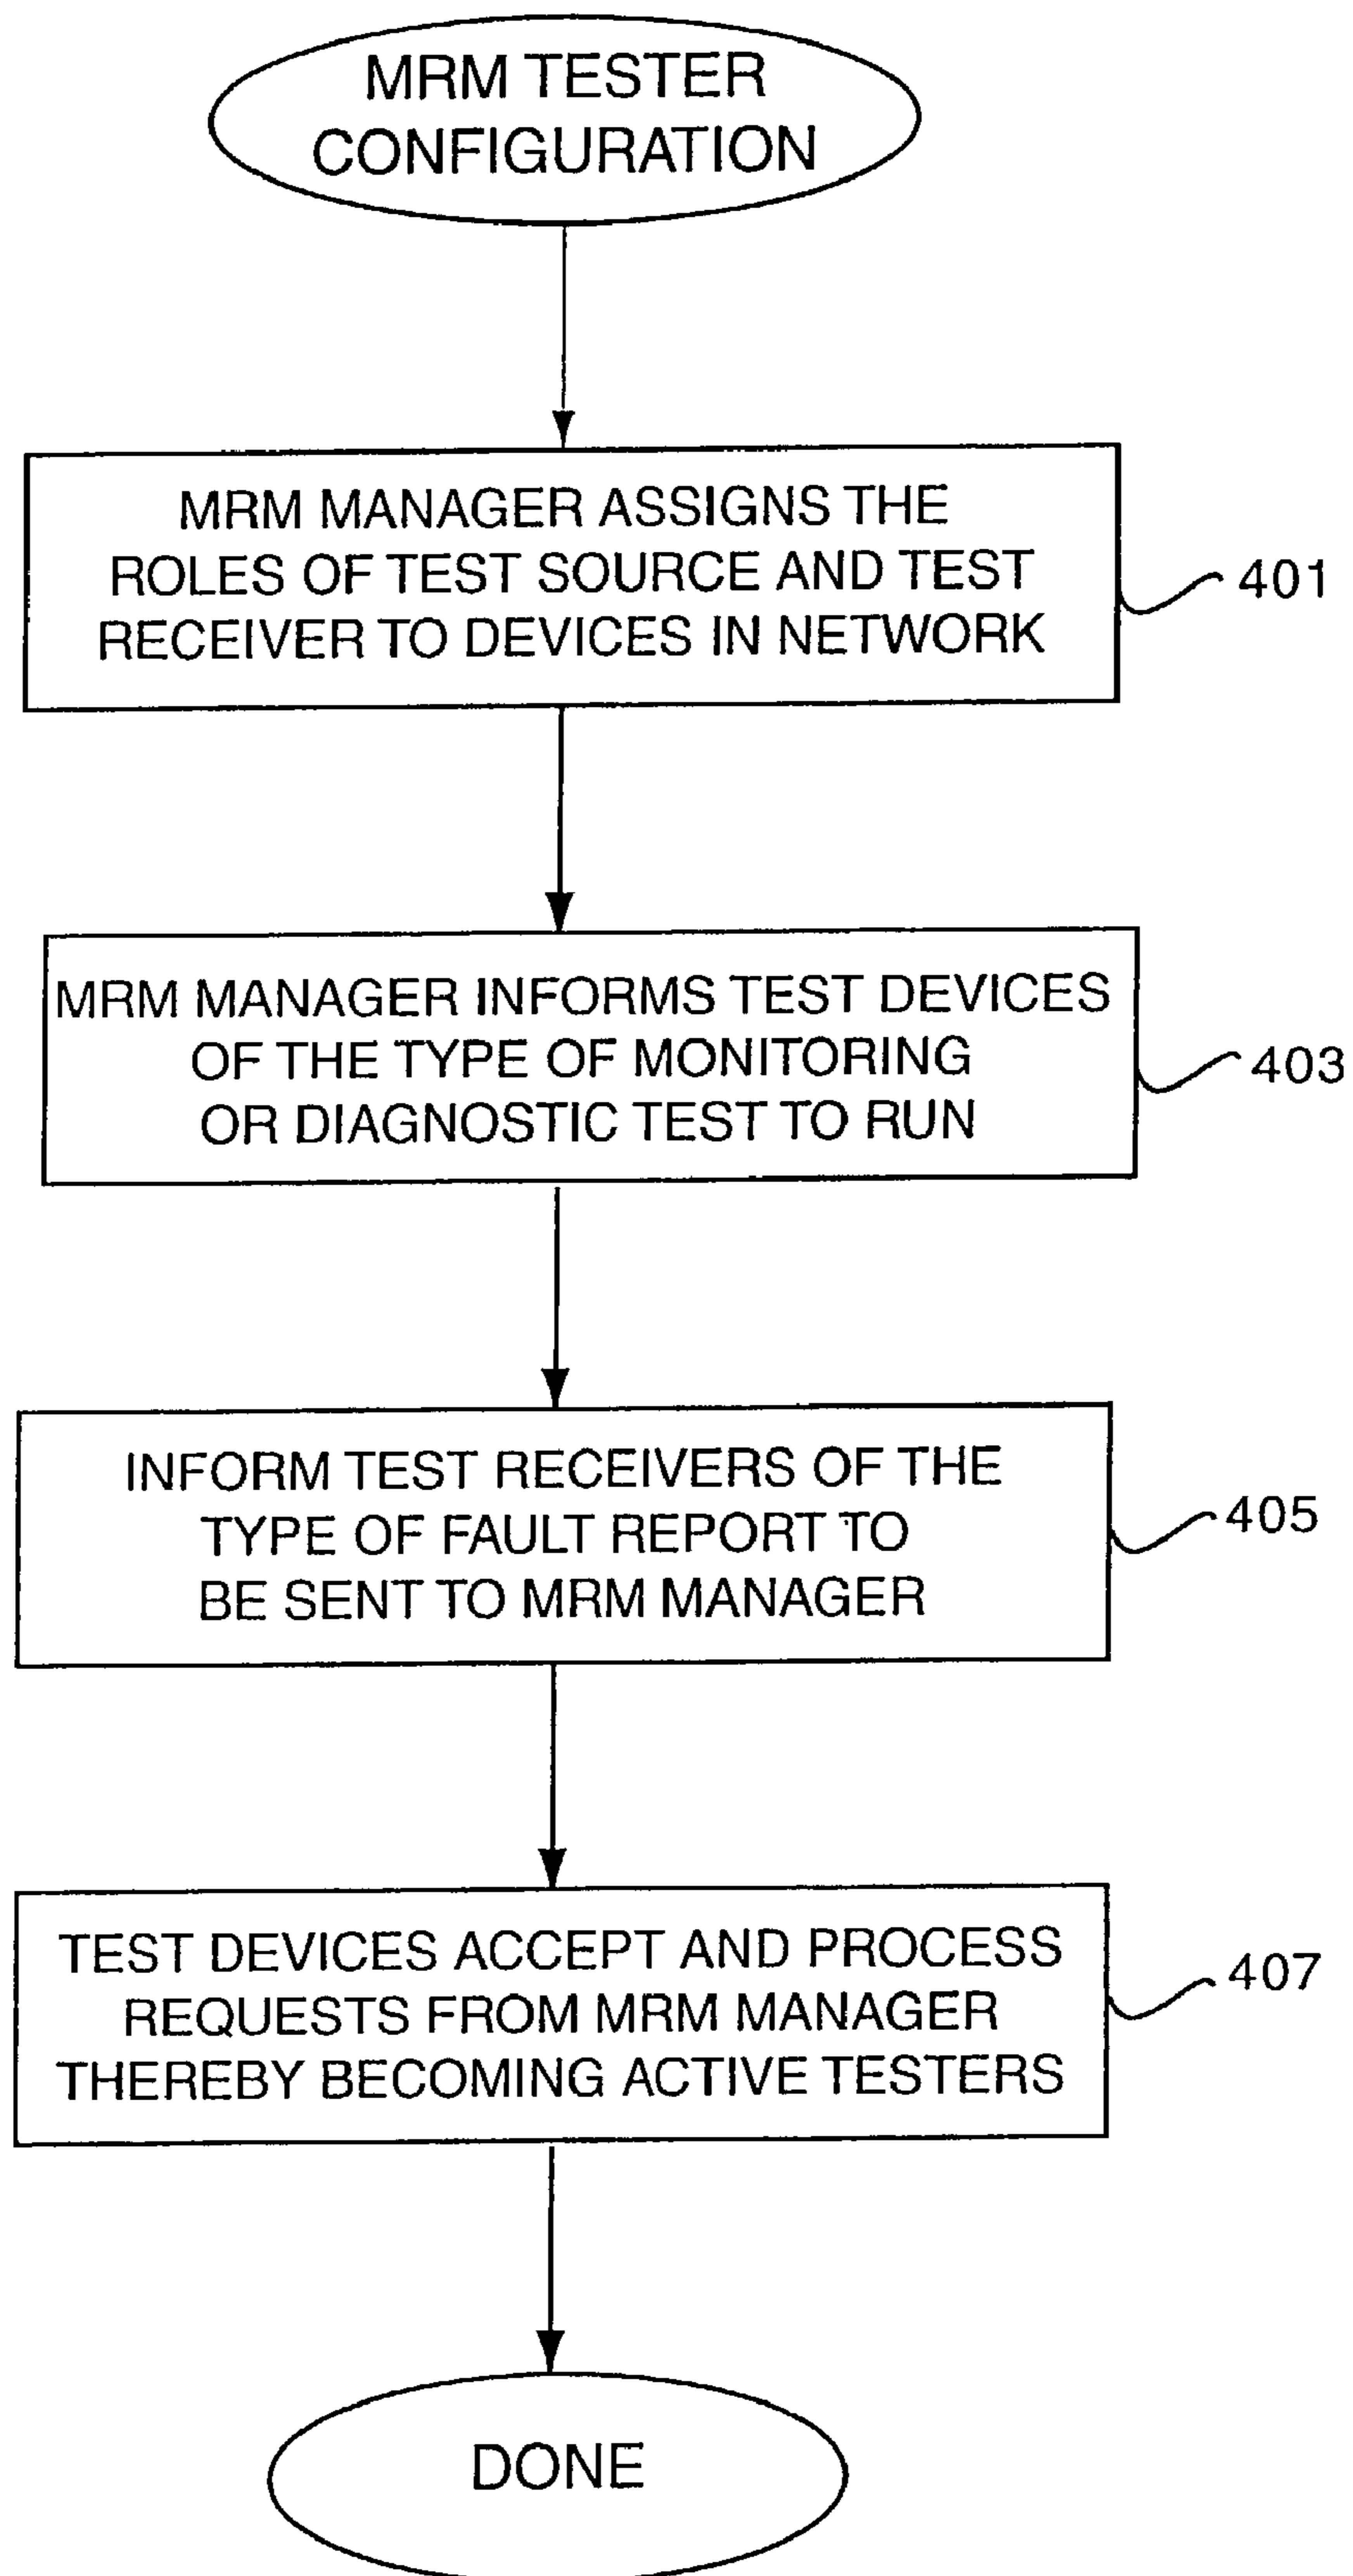 MRM TESTER
CONFIGURATION
MRM MANAGER ASSIGNS THE
ROLES OF TEST SOURCE AND TEST
RECEIVER TO DEVICES IN NETWORK
401
MRM MANAGER INFORMS TEST DEVICES
OF THE TYPE OF MONITORING
OR DIAGNOSTIC TEST TO RUN
403
INFORM TEST RECEIVERS OF THE
TYPE OF FAULT REPORT TO
BE SENT TO MRM MANAGER
405
TEST DEVICES ACCEPT AND PROCESS
REQUESTS FROM MRM MANAGER
THEREBY BECOMING ACTIVE TESTERS
407
DONE